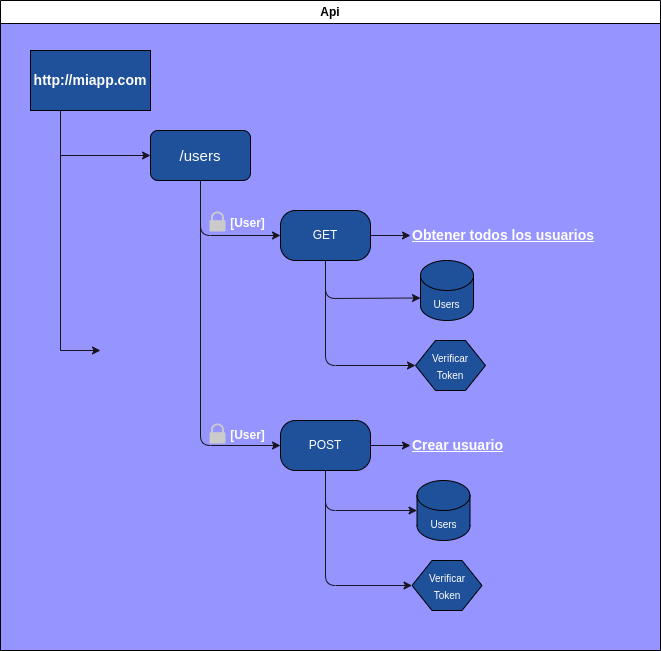 Api
http://miapp.com
/users
[User]
GET
Obtener todos los usuarios
Users
Verificar
Token
[User]
POST
Crear usuario
Users
Verificar
Token